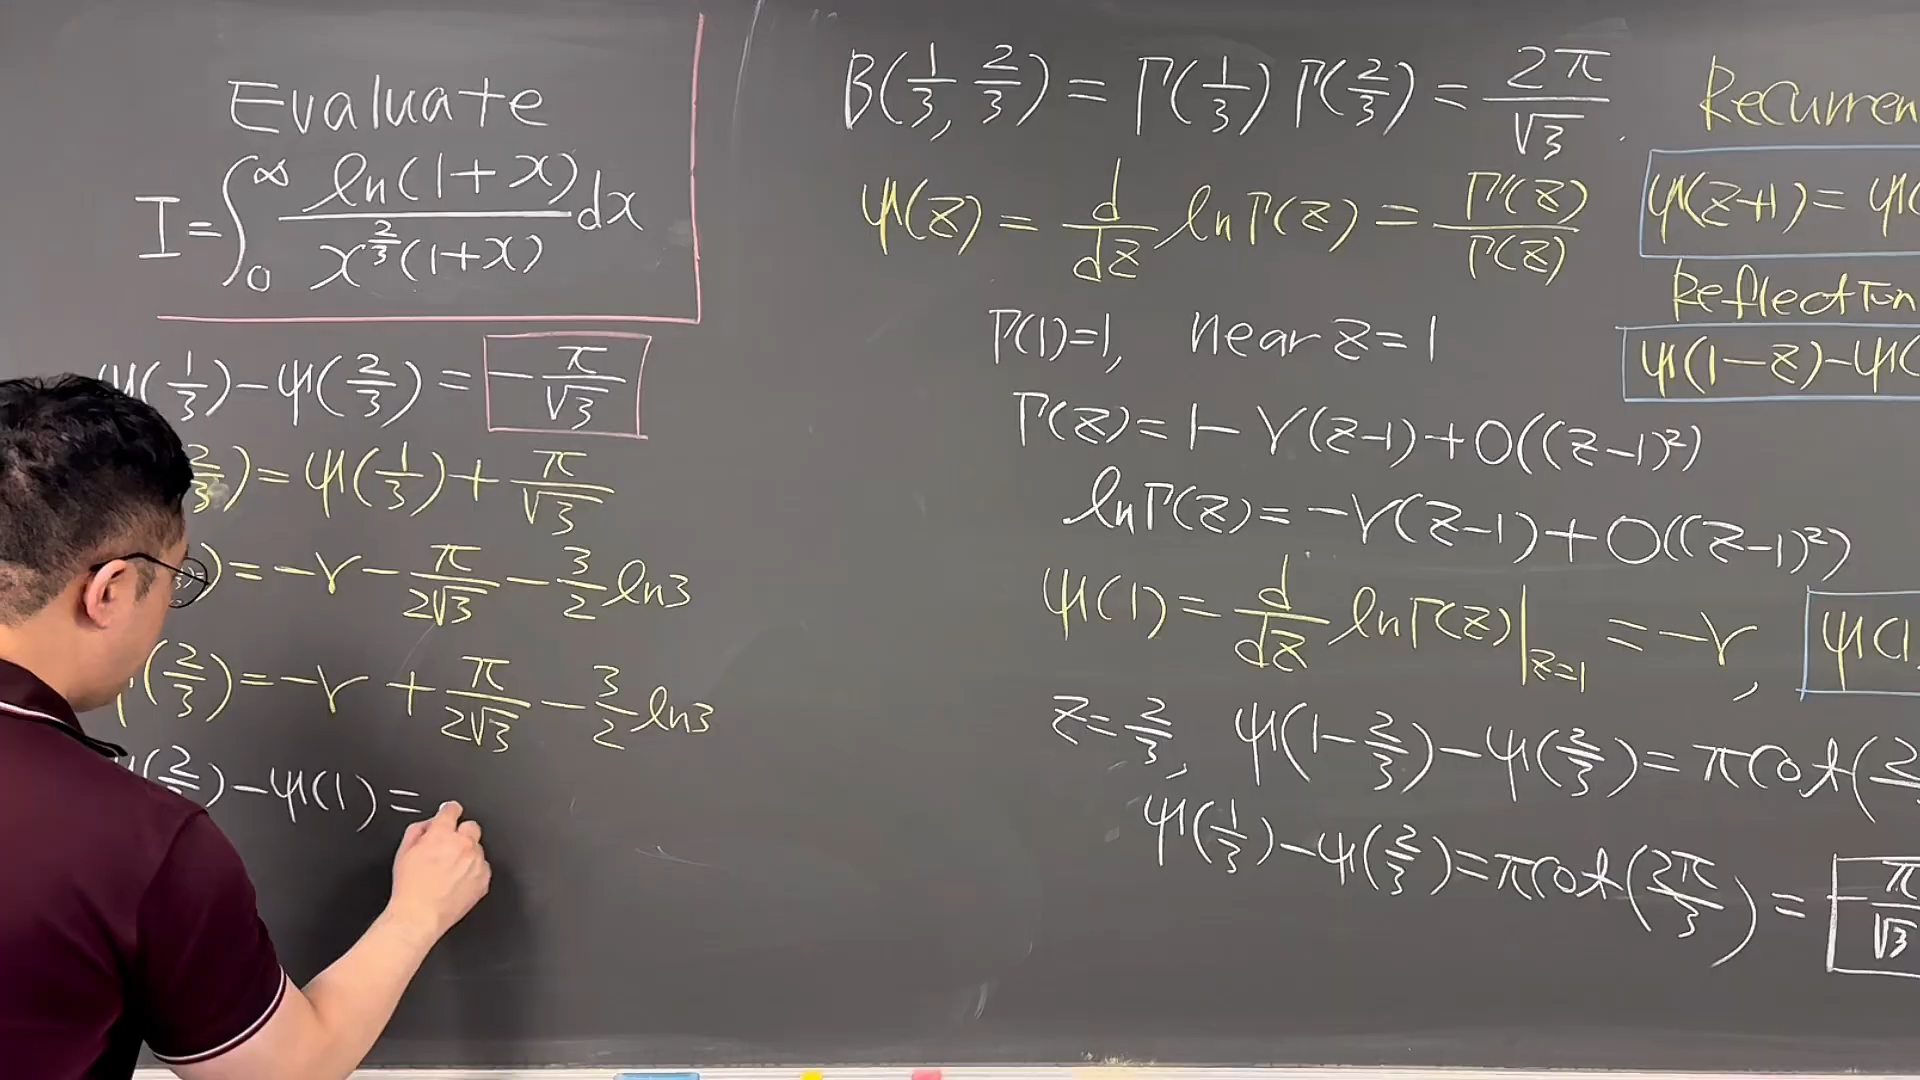 Evaluate
I = ∫₀^∞ ln(1+x) / (x^(2/3) (1+x)) dx
ψ(1/3) - ψ(2/3) = -π/√3
2/3) = ψ(1/3) + π/√3
) = -γ - π/(2√3) - 3/2 ln3
(2/3) = -γ + π/(2√3) - 3/2 ln3
ψ(2/3) - ψ(1) =
B(1/3, 2/3) = Γ(1/3) Γ(2/3) = 2π/√3.
ψ(z) = d/dz lnΓ(z) = Γ'(z)/Γ(z)
Γ(1)=1, near z=1
Γ(z) = 1 - γ(z-1) + O((z-1)²)
lnΓ(z) = -γ(z-1) + O((z-1)²)
ψ(1) = d/dz lnΓ(z)|_{z=1} = -γ, ψ(1
z = 2/3, ψ(1-2/3) - ψ(2/3) = π cot(2
ψ(1/3) - ψ(2/3) = π cot(2π/3) = -π/√3
Recurren
ψ(z+1) = ψ(
Reflection
ψ(1-z) - ψ(